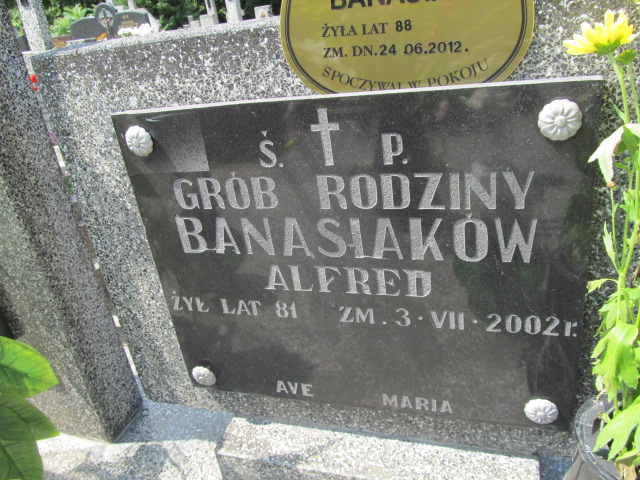 BANASIAK
ŻYŁA LAT 88
ZM. DN. 24 06.2012.
SPOCZYWAJ W POKOJU
Ś. P.
GRÓB RODZINY
BANASIAKÓW
ALFRED
ŻYŁ LAT 81 ZM. 3 · VII · 2002 r.
AVE MARIA